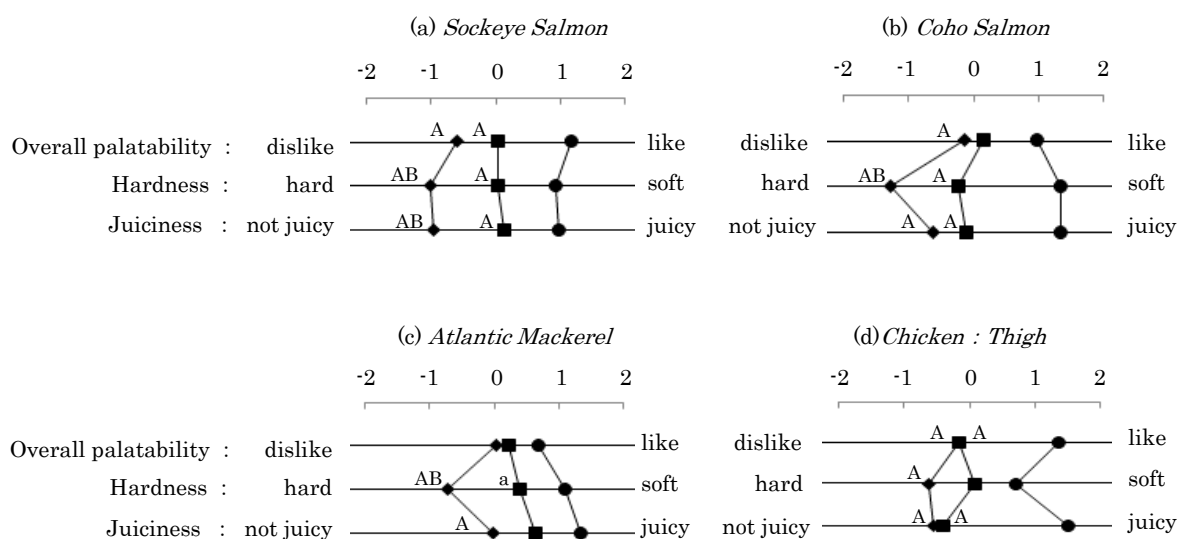 (a) Sockeye Salmon
-2 -1 0 1 2
Overall palatability : dislike A A like
Hardness : hard AB A soft
Juiciness : not juicy AB A juicy
(b) Coho Salmon
-2 -1 0 1 2
dislike A like
hard AB A soft
not juicy A A juicy
(c) Atlantic Mackerel
-2 -1 0 1 2
Overall palatability : dislike like
Hardness : hard AB a soft
Juiciness : not juicy A juicy
(d) Chicken : Thigh
-2 -1 0 1 2
dislike A A like
hard A soft
not juicy A A juicy